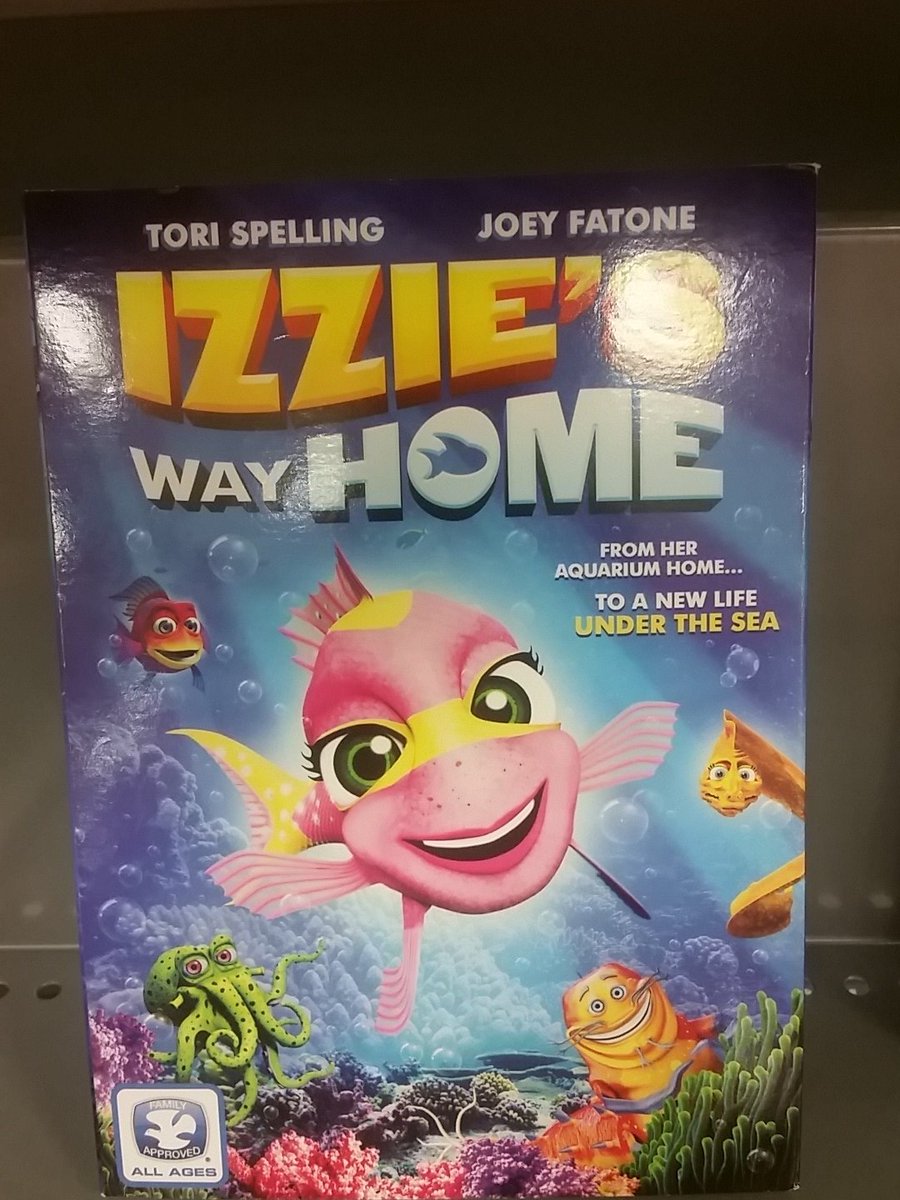 TORI SPELLING JOEY FATONE
IZZIE'S
WAY HOME
FROM HER
AQUARIUM HOME...
TO A NEW LIFE
UNDER THE SEA
FAMILY
APPROVED
ALL AGES